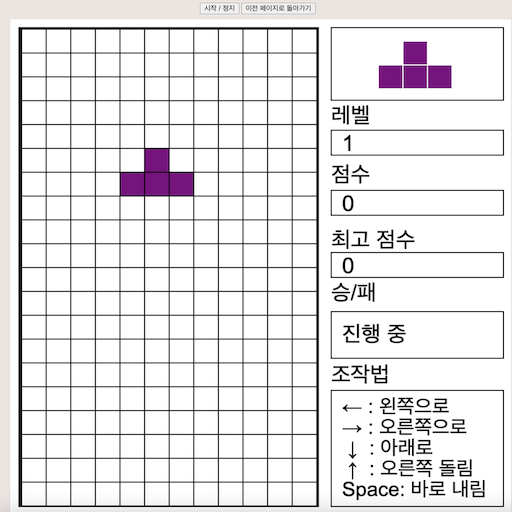 시작 / 정지 이전 페이지로 돌아가기
레벨
1
점수
0
최고 점수
0
승/패
진행 중
조작법
← : 왼쪽으로
→ : 오른쪽으로
↓ : 아래로
↑ : 오른쪽 돌림
Space: 바로 내림